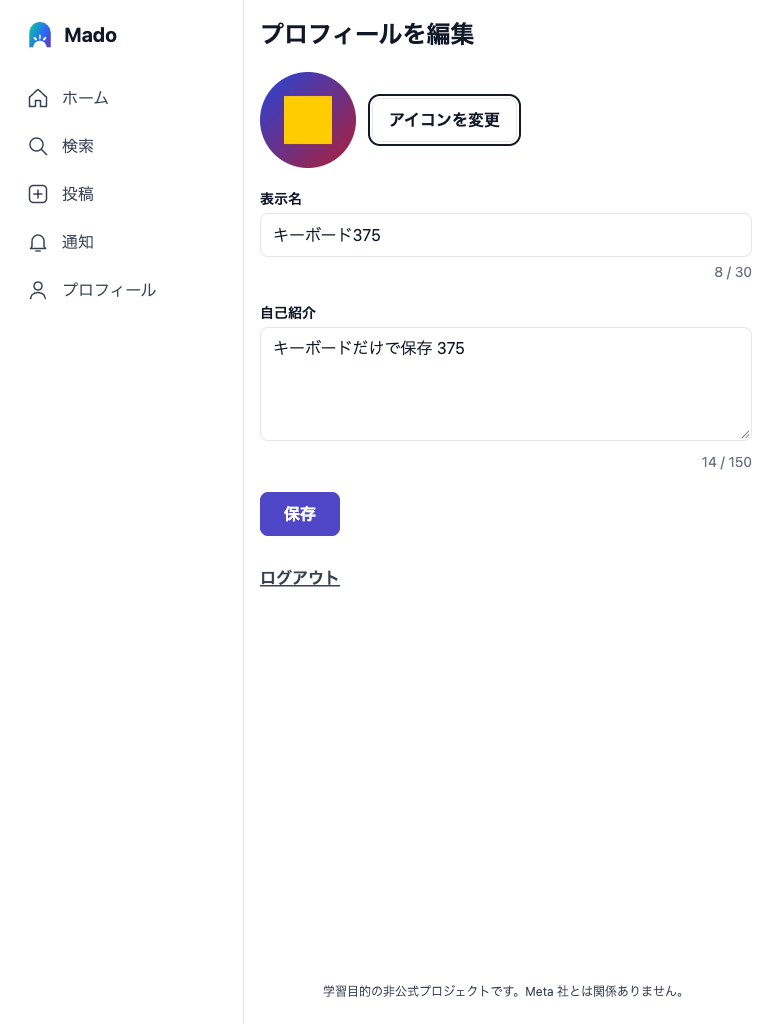 Mado
ホーム
検索
投稿
通知
プロフィール
プロフィールを編集
アイコンを変更
表示名
キーボード375
8 / 30
自己紹介
キーボードだけで保存 375
14 / 150
保存
ログアウト
学習目的の非公式プロジェクトです。Meta 社とは関係ありません。